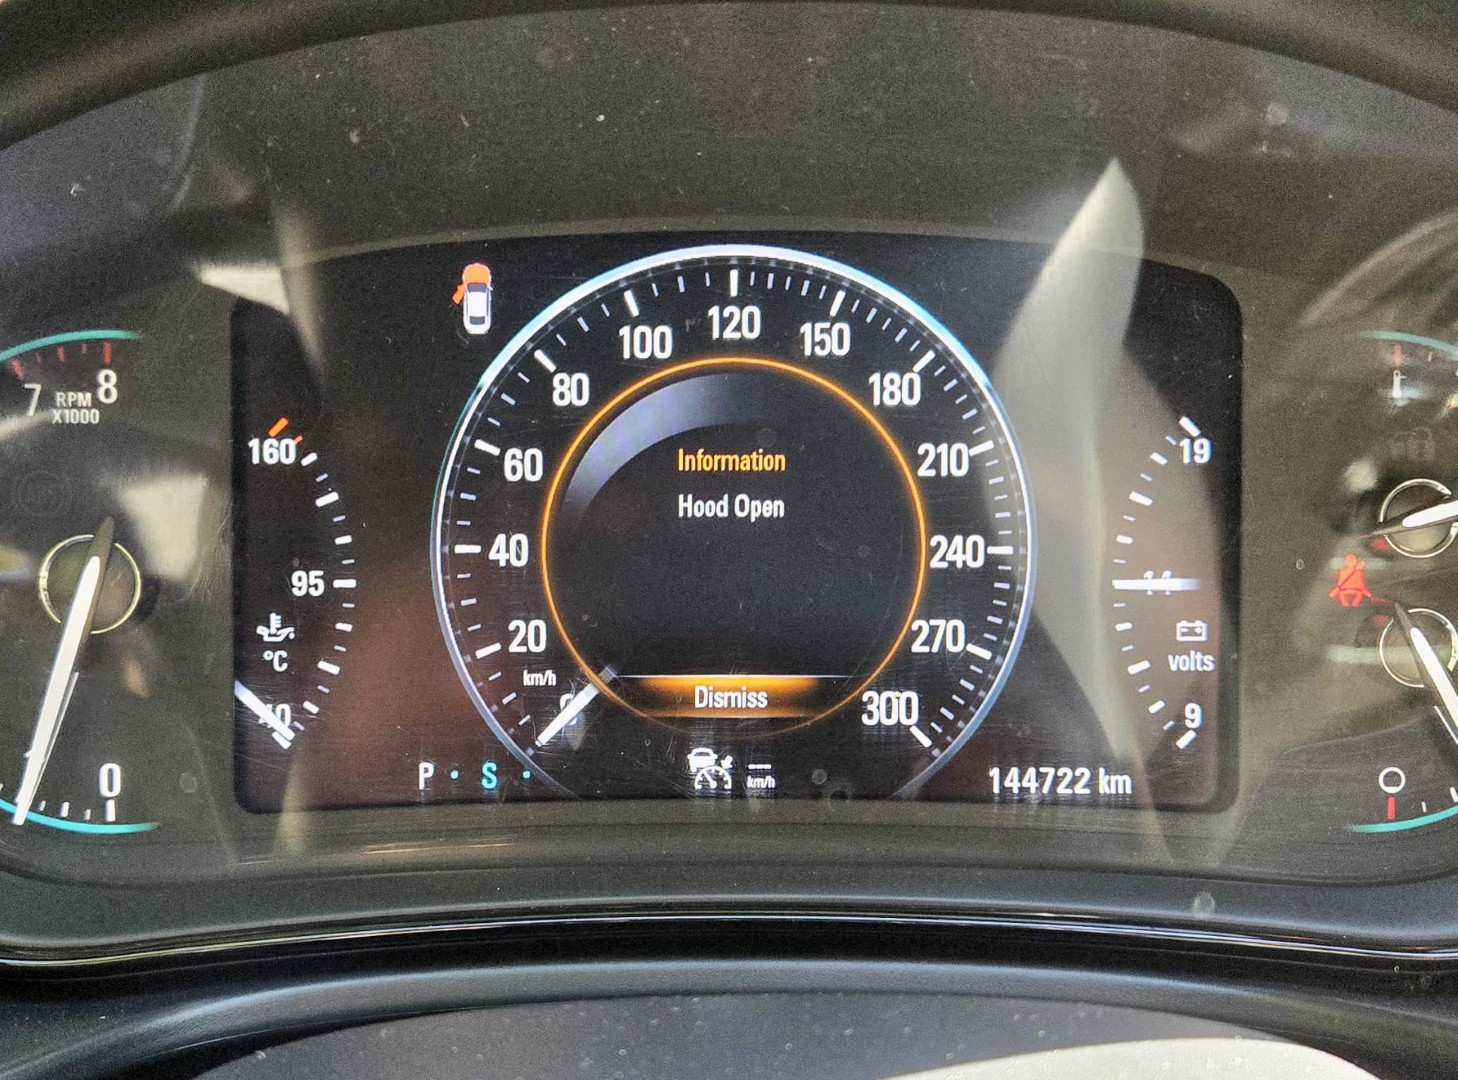 7
RPM
X1000
8
0
160
95
°C
40
km/h
20
40
60
80
100
120
150
180
210
240
270
300
Information
Hood Open
Dismiss
P · S ·
--- km/h
144722 km
19
volts
9